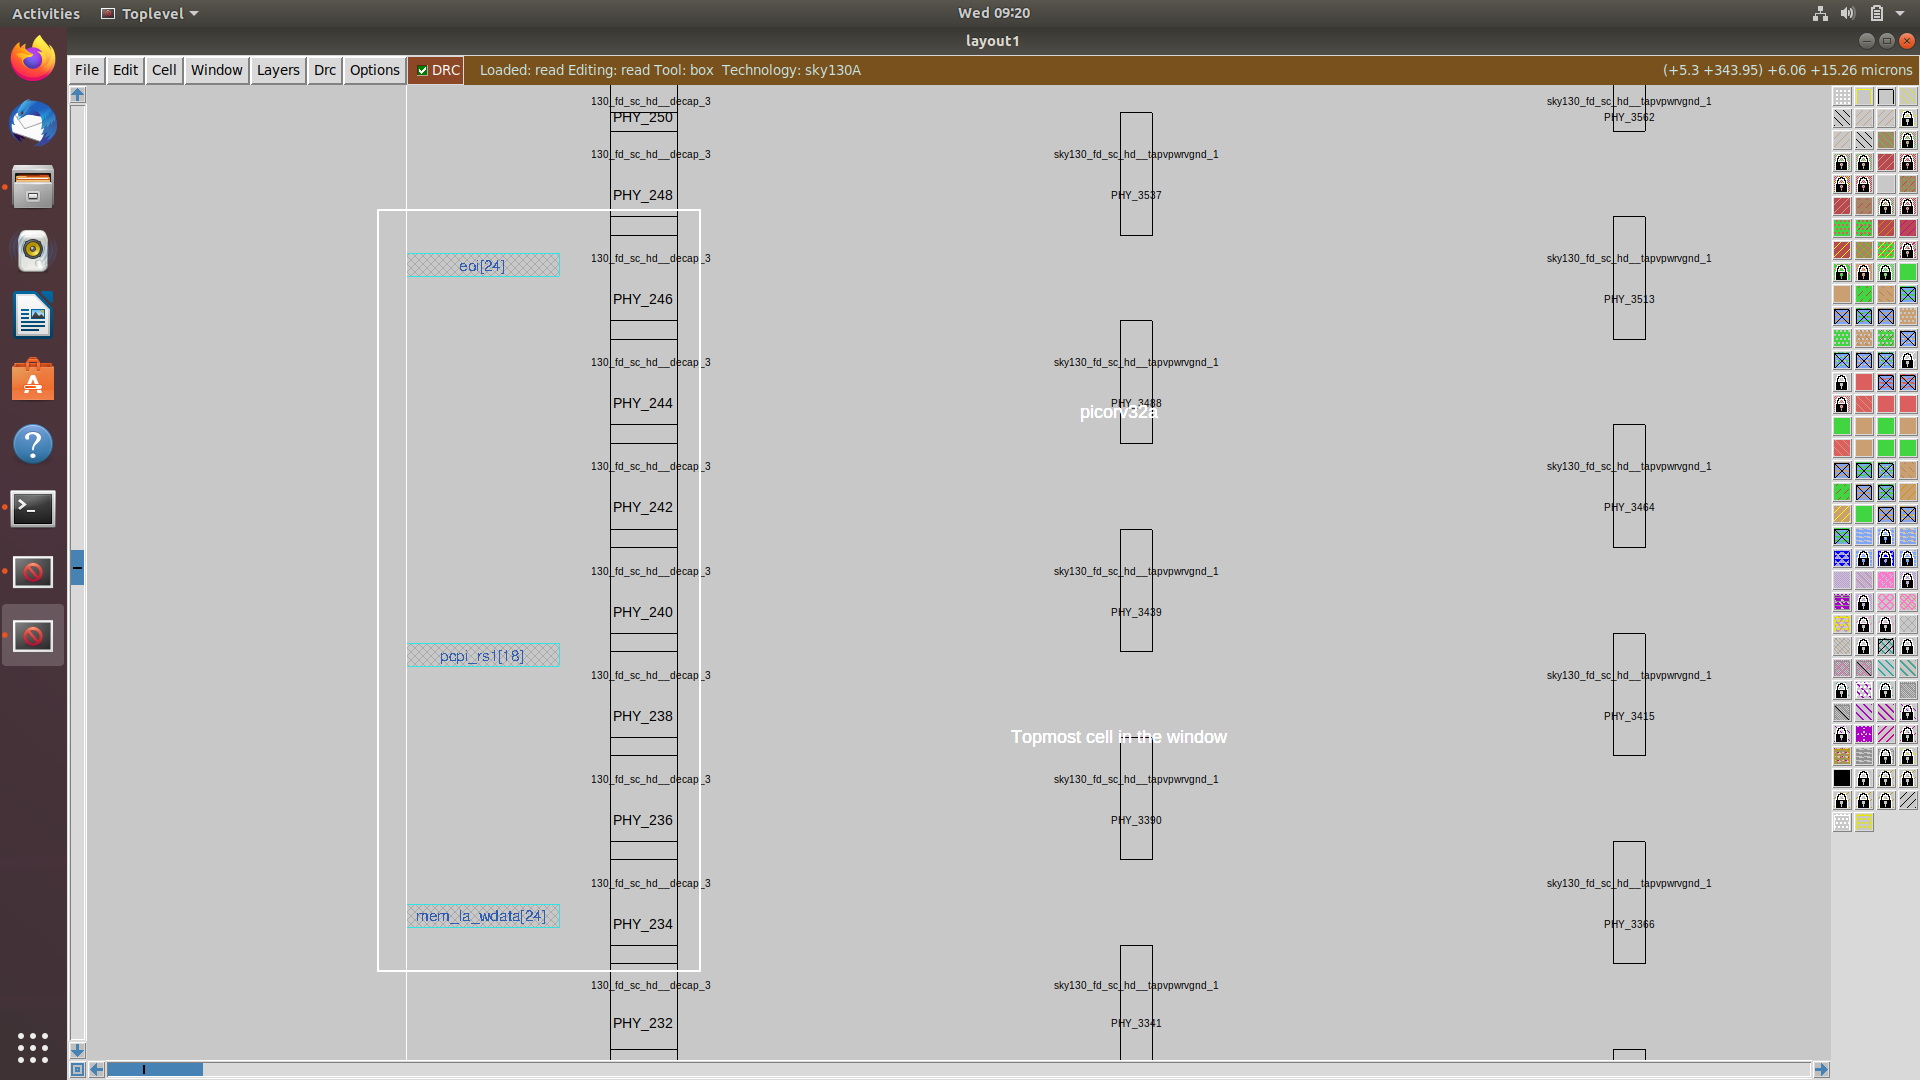 Activities Toplevel Wed 09:20
layout1
File Edit Cell Window Layers Drc Options DRC Loaded: read Editing: read Tool: box Technology: sky130A (+5.3 +343.95) +6.06 +15.26 microns
130_fd_sc_hd__decap_3 sky130_fd_sc_hd__tapvpwrvgnd_1
PHY_250 PHY_3562
130_fd_sc_hd__decap_3 sky130_fd_sc_hd__tapvpwrvgnd_1
PHY_248 PHY_3537
eoi[24] 130_fd_sc_hd__decap_3 sky130_fd_sc_hd__tapvpwrvgnd_1
PHY_246 PHY_3513
130_fd_sc_hd__decap_3 sky130_fd_sc_hd__tapvpwrvgnd_1
PHY_244 PHY_3488
picorv32a
130_fd_sc_hd__decap_3 sky130_fd_sc_hd__tapvpwrvgnd_1
PHY_242 PHY_3464
130_fd_sc_hd__decap_3 sky130_fd_sc_hd__tapvpwrvgnd_1
PHY_240 PHY_3439
pcpi_rs1[18]
130_fd_sc_hd__decap_3 sky130_fd_sc_hd__tapvpwrvgnd_1
PHY_238 PHY_3415
Topmost cell in the window
130_fd_sc_hd__decap_3 sky130_fd_sc_hd__tapvpwrvgnd_1
PHY_236 PHY_3390
130_fd_sc_hd__decap_3 sky130_fd_sc_hd__tapvpwrvgnd_1
mem_la_wdata[24] PHY_234 PHY_3366
130_fd_sc_hd__decap_3 sky130_fd_sc_hd__tapvpwrvgnd_1
PHY_232 PHY_3341